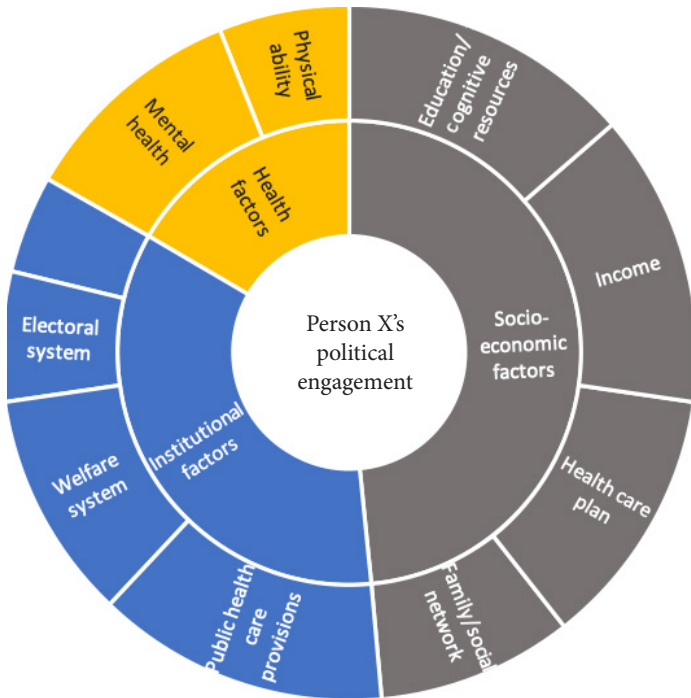 Physical
ability
Education/
cognitive
resources
Mental
health
Health
factors
Income
Electoral
system
Person X's
political
engagement
Socio-
economic
factors
Institutional
factors
Welfare
system
Health care
plan
Public health
care
provisions
Family/social
network